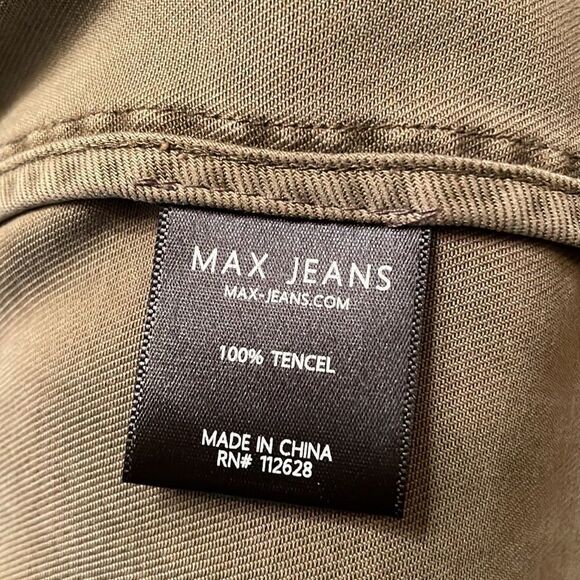 MAX JEANS
MAX-JEANS.COM
100% TENCEL
MADE IN CHINA
RN# 112628